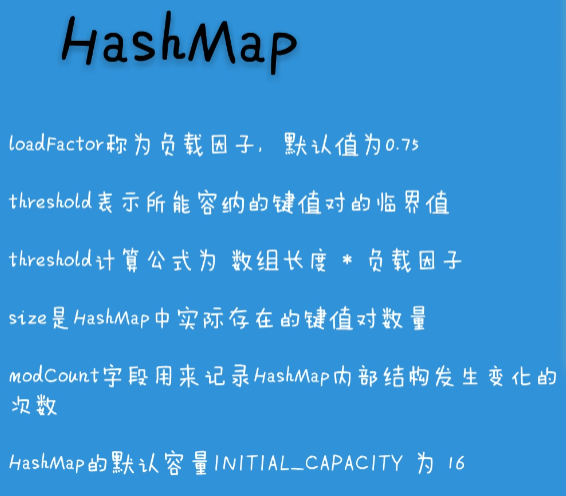 HashMap
loadFactor称为负载因子，默认值为0.75
threshold表示所能容纳的键值对的临界值
threshold计算公式为 数组长度 * 负载因子
size是HashMap中实际存在的键值对数量
modCount字段用来记录HashMap内部结构发生变化的
次数
HashMap的默认容量INITIAL_CAPACITY 为 16